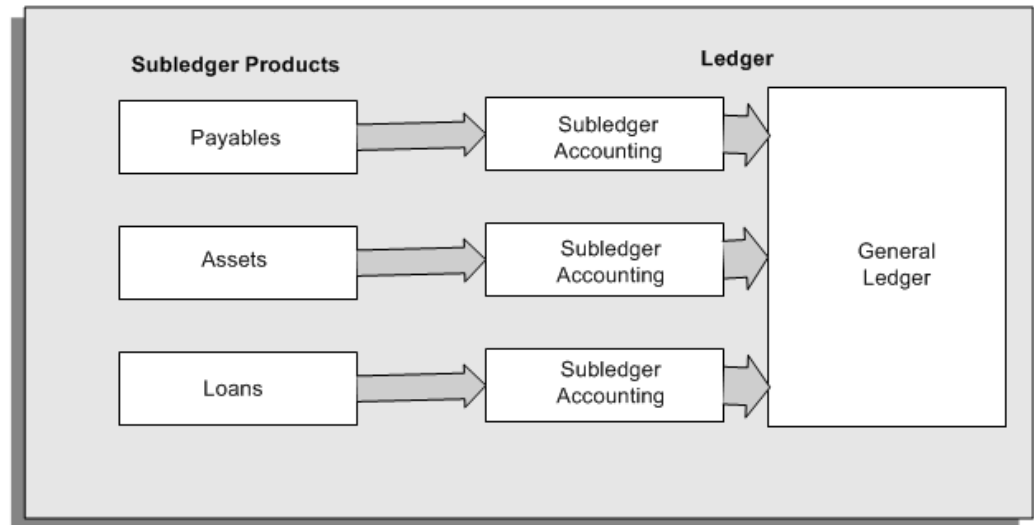 Subledger Products
Ledger
Payables
Subledger
Accounting
Assets
Subledger
Accounting
General
Ledger
Loans
Subledger
Accounting